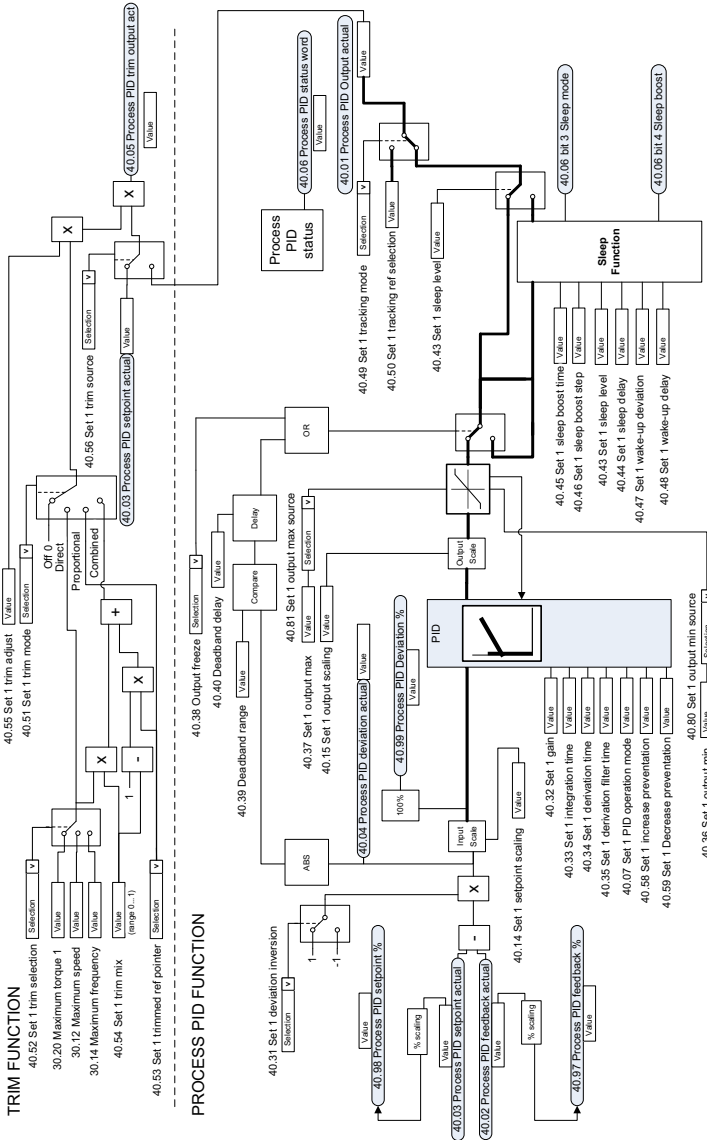 TRIM FUNCTION
40.52 Set 1 trim selection
Selection
v
30.20 Maximum torque 1
Value
30.12 Maximum speed
Value
30.14 Maximum frequency
Value
40.54 Set 1 trim mix
Value
(range 0...1)
40.53 Set 1 trimmed ref pointer
Selection
v
1
-
X
X
+
40.55 Set 1 trim adjust
Value
40.51 Set 1 trim mode
Selection
v
Off 0
Direct
Proportional
Combined
40.56 Set 1 trim source
Selection
v
40.03 Process PID setpoint actual
Value
X
X
40.05 Process PID trim output act
Value
PROCESS PID FUNCTION
40.31 Set 1 deviation inversion
Selection
v
1
-1
40.98 Process PID setpoint %
Value
% scaling
40.03 Process PID setpoint actual
Value
40.02 Process PID feedback actual
Value
% scaling
40.97 Process PID feedback %
Value
-
X
40.14 Set 1 setpoint scaling
Value
ABS
Input
Scale
100%
40.04 Process PID deviation actual
Value
40.99 Process PID Deviation %
Value
40.38 Output freeze
Selection
v
40.40 Deadband delay
Value
40.39 Deadband range
Value
Compare
Delay
OR
40.81 Set 1 output max source
40.37 Set 1 output max
Value
Selection
v
40.15 Set 1 output scaling
Value
PID
Output
Scale
40.32 Set 1 gain
Value
40.33 Set 1 integration time
Value
40.34 Set 1 derivation time
Value
40.35 Set 1 derivation filter time
Value
40.07 Set 1 PID operation mode
Value
40.58 Set 1 increase preventation
Value
40.59 Set 1 Decrease preventation
Value
40.80 Set 1 output min source
40.36 Set 1 output min
Value
Selection
v
Process
PID
status
40.06 Process PID status word
Value
40.01 Process PID Output actual
Value
40.49 Set 1 tracking mode
Selection
v
40.50 Set 1 tracking ref selection
Value
40.43 Set 1 sleep level
Value
40.45 Set 1 sleep boost time
Value
40.46 Set 1 sleep boost step
Value
40.43 Set 1 sleep level
Value
40.44 Set 1 sleep delay
Value
40.47 Set 1 wake-up deviation
Value
40.48 Set 1 wake-up delay
Value
Sleep
Function
40.06 bit 3 Sleep mode
40.06 bit 4 Sleep boost